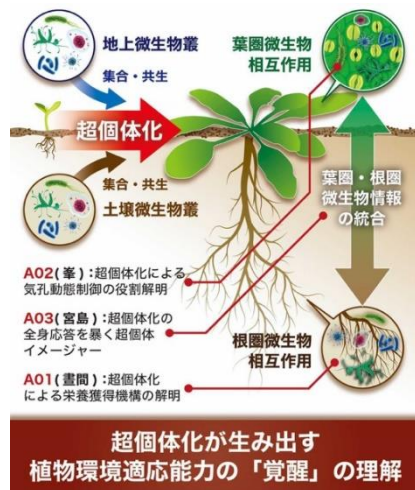 地上微生物叢
集合・共生
超個体化
集合・共生
土壌微生物叢
葉圏微生物
相互作用
葉圏・根圏
微生物情報
の統合
A02(峯):超個体化による
気孔動態制御の役割解明
A03(宮島):超個体化の
全身応答を暴く超個体
イメージャー
A01(晝間):超個体化
による栄養獲得機構の解明
根圏微生物
相互作用
超個体化が生み出す
植物環境適応能力の「覚醒」の理解